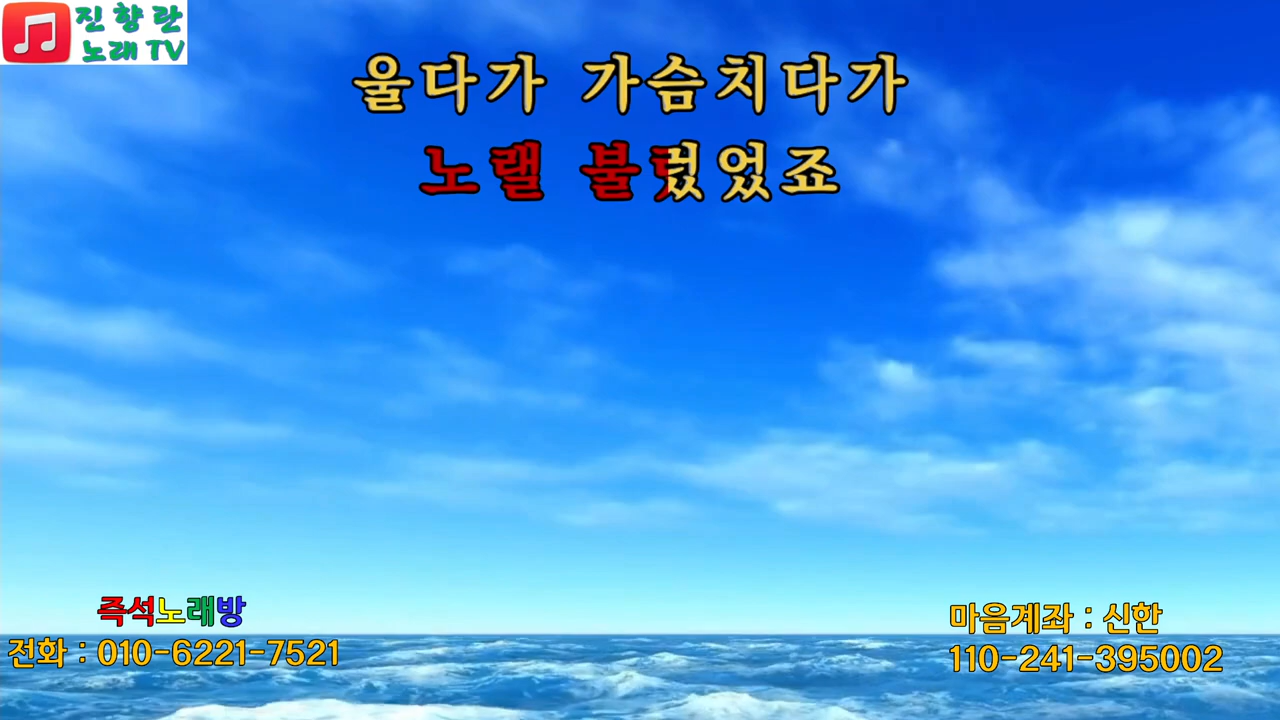 진향란
노래TV
울다가 가슴치다가
노랠 불렀었죠
즉석노래방
전화 : 010-6221-7521
마음계좌 : 신한
110-241-395002